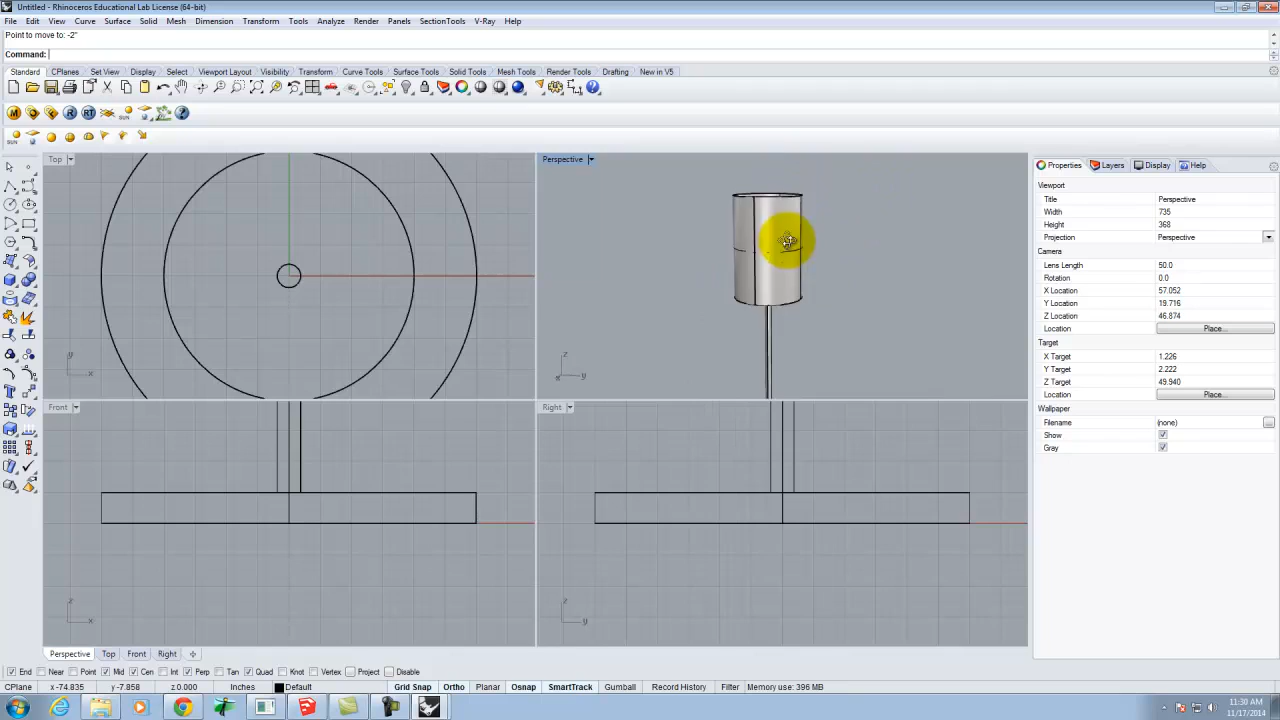 Untitled - Rhinoceros Educational Lab License (64-bit)
File Edit View Curve Surface Solid Mesh Dimension Transform Tools Analyze Render Panels SectionTools V-Ray Help
Point to move to: -2"
Command:
Standard CPlanes Set View Display Select Viewport Layout Visibility Transform Curve Tools Surface Tools Solid Tools Mesh Tools Render Tools Drafting New in V5
Top
Perspective
Properties Layers Display Help
Viewport
Title Perspective
Width 735
Height 368
Projection Perspective
Camera
Lens Length 50.0
Rotation 0.0
X Location 57.052
Y Location 19.716
Z Location 46.874
Location Place...
Target
X Target 1.226
Y Target 2.222
Z Target 49.940
Location Place...
Wallpaper
Filename (none)
Show
Gray
y
x
z
x y
Front
Right
z
x
z
y
Perspective Top Front Right
End Near Point Mid Cen Int Perp Tan Quad Knot Vertex Project Disable
CPlane x -74.835 y -7.858 z 0.000 Inches Default Grid Snap Ortho Planar Osnap SmartTrack Gumball Record History Filter Memory use: 396 MB
11:30 AM
11/17/2014